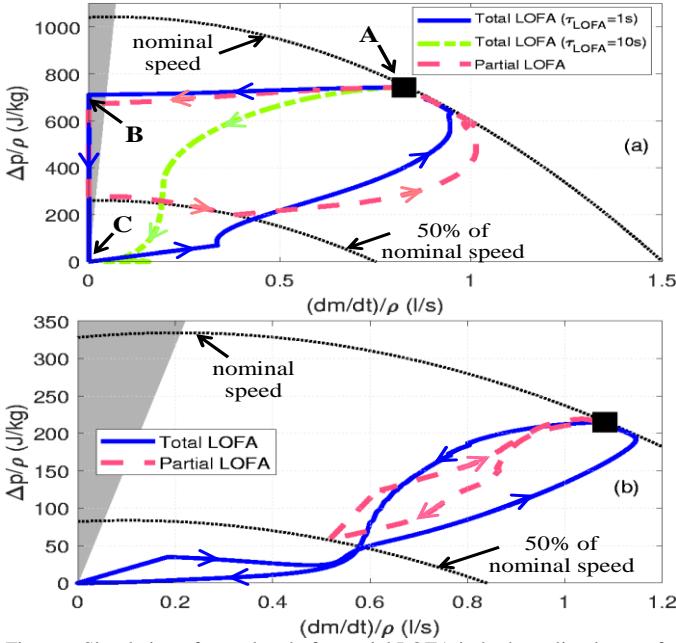 Total LOFA (τLOFA=1s)
Total LOFA (τLOFA=10s)
Partial LOFA
nominal
speed
A
B
C
(a)
50% of
nominal speed
1000
800
600
400
200
0
Δp/ρ (J/kg)
0
0.5
1
1.5
(dm/dt)/ρ (l/s)
350
300
250
200
150
100
50
0
Δp/ρ (J/kg)
nominal
speed
Total LOFA
Partial LOFA
(b)
50% of
nominal speed
0
0.2
0.4
0.6
0.8
1
1.2
(dm/dt)/ρ (l/s)